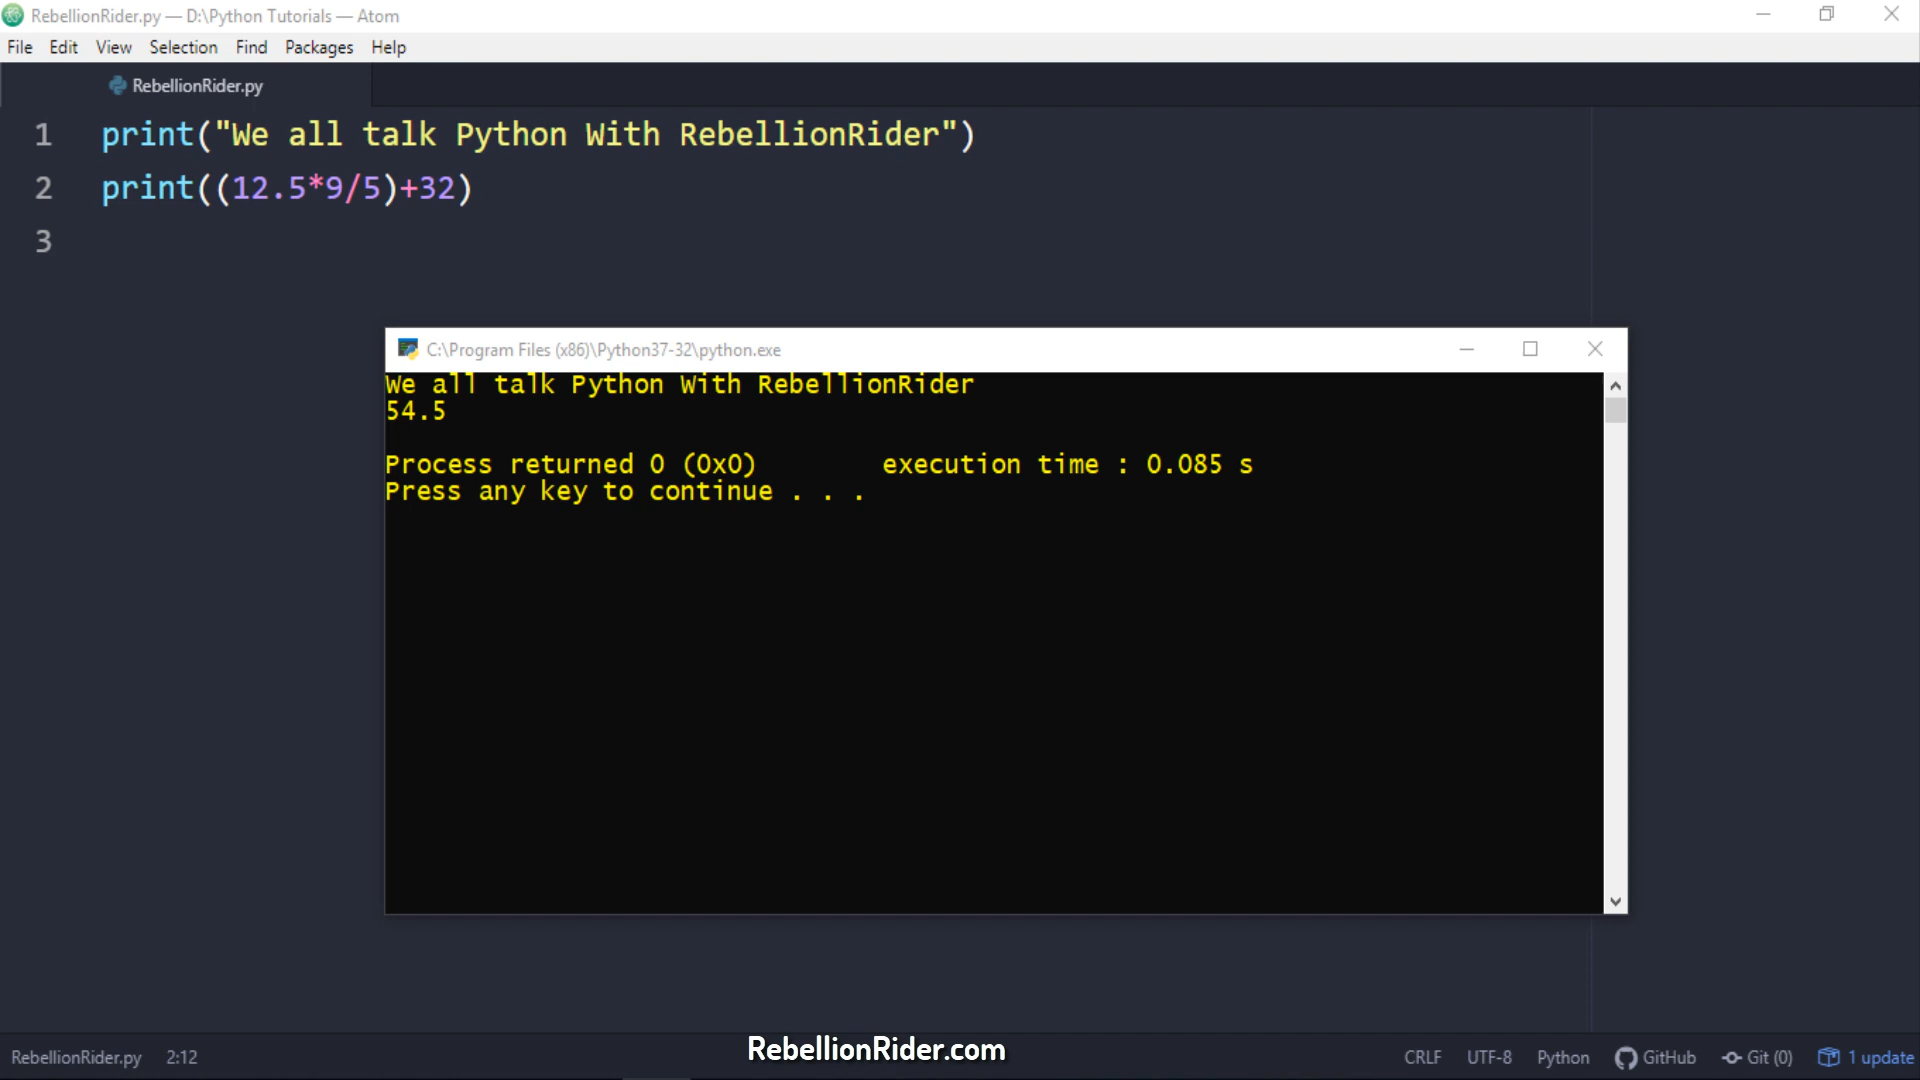 RebellionRider.py — D:\Python Tutorials — Atom
File Edit View Selection Find Packages Help
RebellionRider.py
1 print("We all talk Python With RebellionRider")
2 print((12.5*9/5)+32)
3
C:\Program Files (x86)\Python37-32\python.exe
We all talk Python With RebellionRider
54.5
Process returned 0 (0x0) execution time : 0.085 s
Press any key to continue . . .
RebellionRider.com
RebellionRider.py 2:12 CRLF UTF-8 Python GitHub Git (0) 1 update